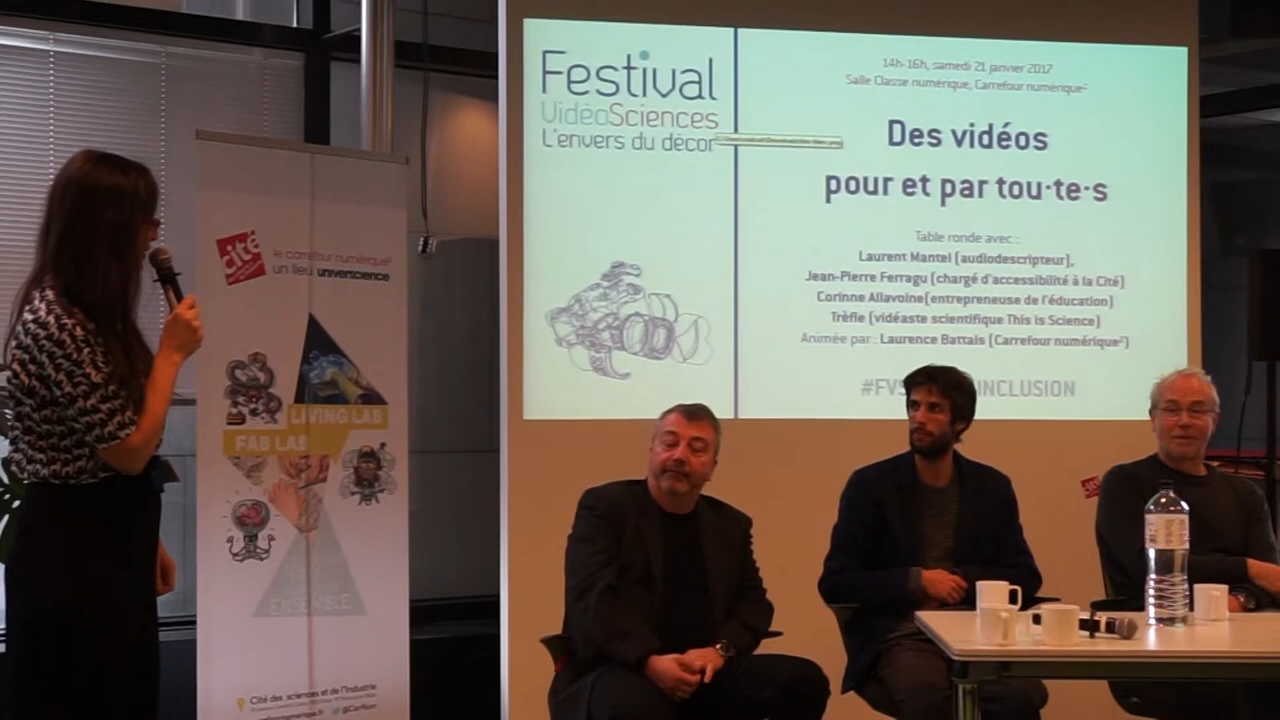 Festival
VidéoSciences
L'envers du décor
14h-16h, samedi 21 janvier 2017
Salle Classe numérique, Carrefour numérique²
Des vidéos
pour et par tou·te·s
Table ronde avec :
Laurent Mantel (audiodescripteur),
Jean-Pierre Ferragu (chargé d'accessibilité à la Cité)
Corinne Allavoine(entrepreneuse de l'éducation)
Trèfle (vidéaste scientifique This is Science)
Animée par : Laurence Battais (Carrefour numérique²)
#FVS INCLUSION
cité
le carrefour numérique²
un lieu universcience
LIVING LAB
FAB LAB
ENSEMBLE
Cité des sciences et de l'industrie